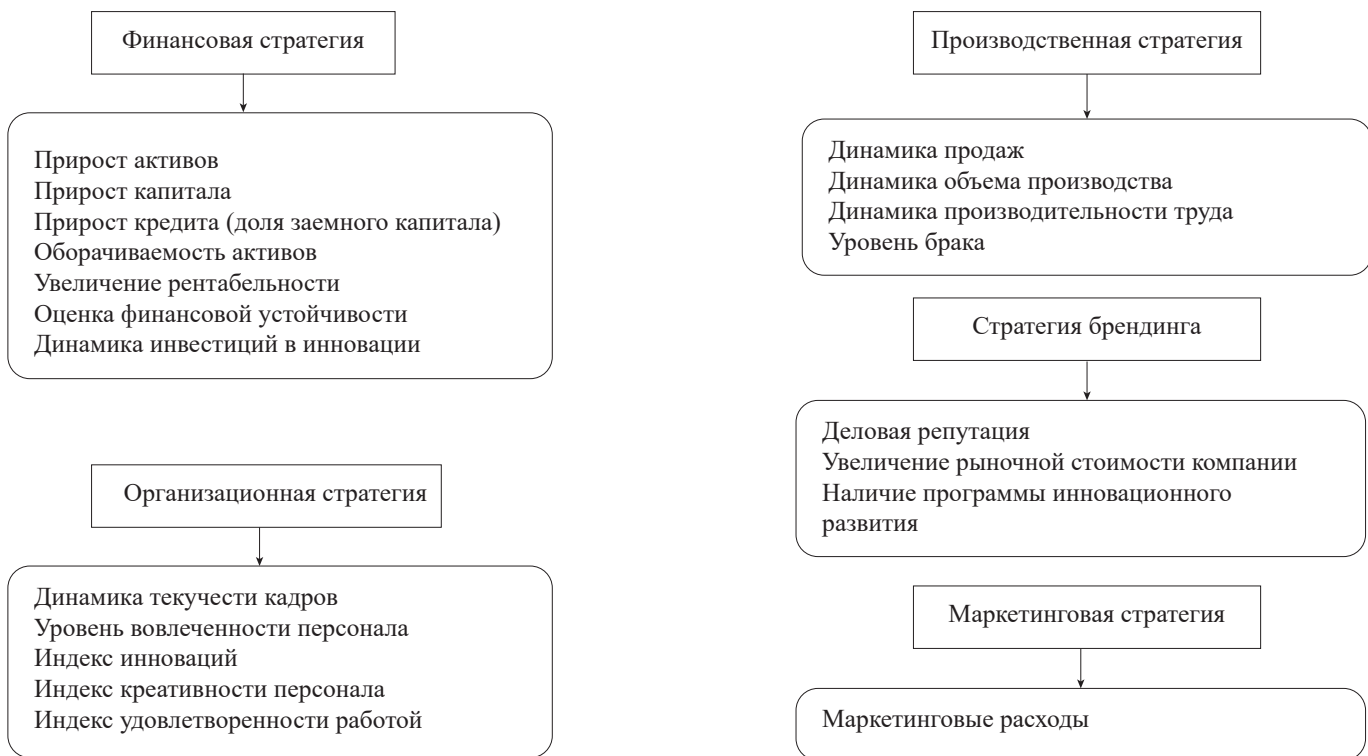 Финансовая стратегия
Прирост активов
Прирост капитала
Прирост кредита (доля заемного капитала)
Оборачиваемость активов
Увеличение рентабельности
Оценка финансовой устойчивости
Динамика инвестиций в инновации
Организационная стратегия
Динамика текучести кадров
Уровень вовлеченности персонала
Индекс инноваций
Индекс креативности персонала
Индекс удовлетворенности работой
Производственная стратегия
Динамика продаж
Динамика объема производства
Динамика производительности труда
Уровень брака
Стратегия брендинга
Деловая репутация
Увеличение рыночной стоимости компании
Наличие программы инновационного
развития
Маркетинговая стратегия
Маркетинговые расходы